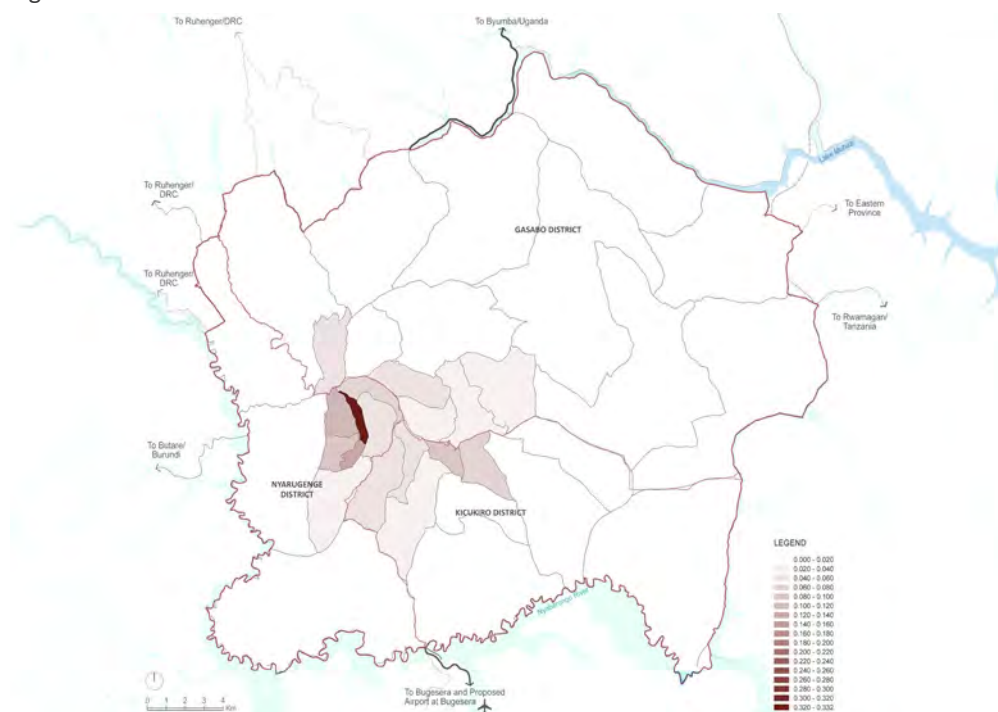 To Ruhenger/DRC
To Byumba/Uganda
Lake Muhazi
To Ruhenger/
DRC
To Eastern
Province
GASABO DISTRICT
To Ruhenger/
DRC
To Rwamagan/
Tanzania
To Butare/
Burundi
NYARUGENGE
DISTRICT
KICUKIRO DISTRICT
LEGEND
0.000 - 0.020
0.020 - 0.040
0.040 - 0.060
0.060 - 0.080
0.080 - 0.100
0.100 - 0.120
0.120 - 0.140
0.140 - 0.160
0.160 - 0.180
0.180 - 0.200
0.200 - 0.220
0.220 - 0.240
0.240 - 0.260
0.260 - 0.280
0.280 - 0.300
0.300 - 0.320
0.320 - 0.332
Nyabarongo River
To Bugesera and Proposed
Airport at Bugesera
0 1 2 3 4
Km